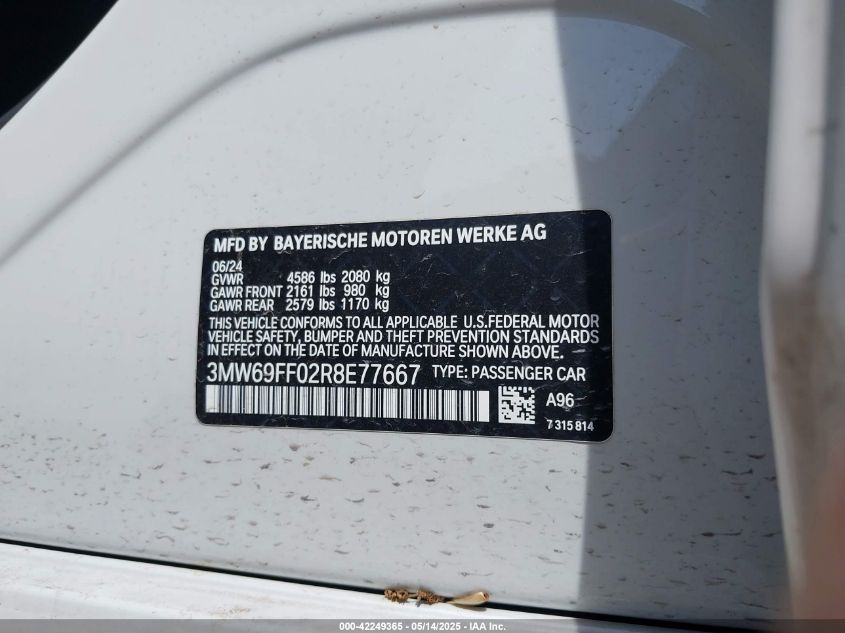 MFD BY BAYERISCHE MOTOREN WERKE AG
06/24
GVWR 4586 lbs 2080 kg
GAWR FRONT 2161 lbs 980 kg
GAWR REAR 2579 lbs 1170 kg
THIS VEHICLE CONFORMS TO ALL APPLICABLE U.S.FEDERAL MOTOR
VEHICLE SAFETY, BUMPER AND THEFT PREVENTION STANDARDS
IN EFFECT ON THE DATE OF MANUFACTURE SHOWN ABOVE.
3MW69FF02R8E77667 TYPE: PASSENGER CAR
A96
7 315 814
000-42249365 - 05/14/2025 - IAA Inc.